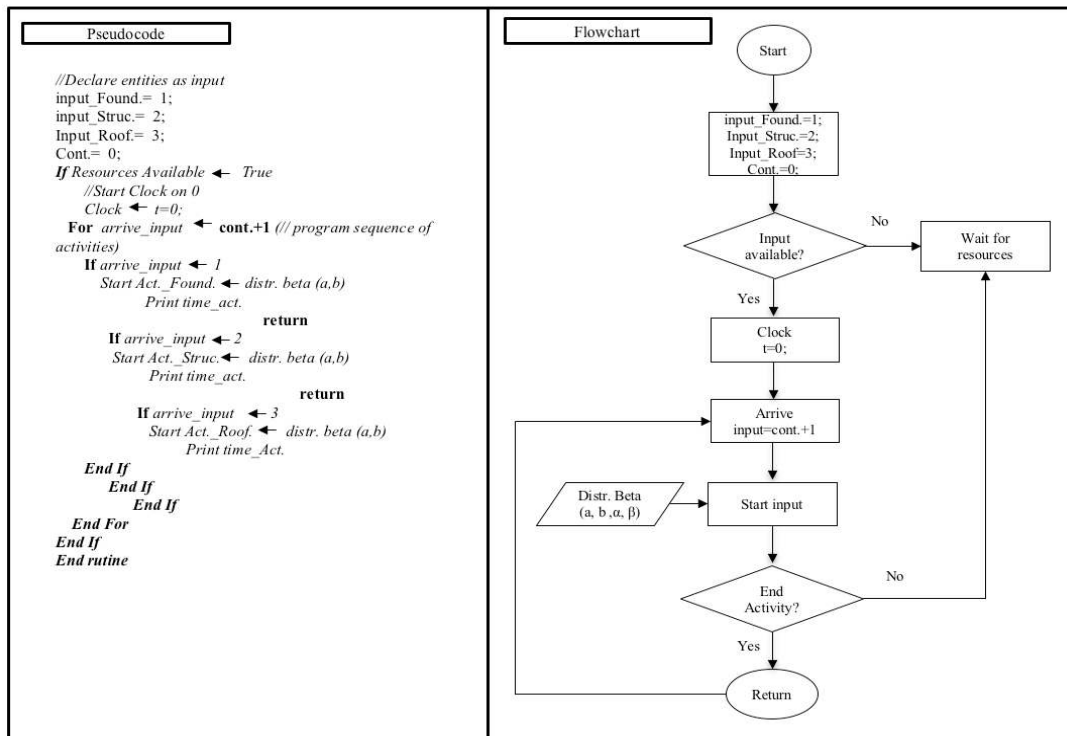 Pseudocode
//Declare entities as input
input_Found.= 1;
input_Struc.= 2;
Input_Roof.= 3;
Cont.= 0;
If Resources Available ← True
//Start Clock on 0
Clock ← t=0;
For arrive_input ← cont.+1 (// program sequence of
activities)
If arrive_input ← 1
Start Act._Found. ← distr. beta (a,b)
Print time_act.
return
If arrive_input ← 2
Start Act._Struc. ← distr. beta (a,b)
Print time_act.
return
If arrive_input ← 3
Start Act._Roof. ← distr. beta (a,b)
Print time_Act.
End If
End If
End If
End For
End If
End rutine
Flowchart
Start
input_Found.=1;
Input_Struc.=2;
Input_Roof=3;
Cont.=0;
Input
available?
No
Wait for
resources
Yes
Clock
t=0;
Arrive
input=cont.+1
Distr. Beta
(a, b ,α, β)
Start input
End
Activity?
No
Yes
Return